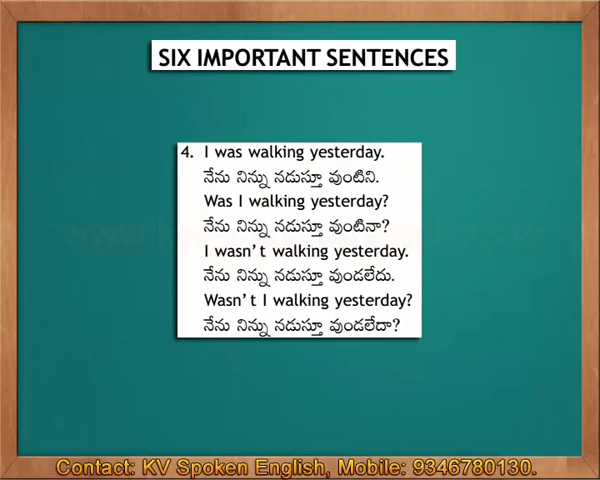 SIX IMPORTANT SENTENCES
4. I was walking yesterday.
నేను నిన్ను నడుస్తూ వుంటిని.
Was I walking yesterday?
నేను నిన్ను నడుస్తూ వుంటినా?
I wasn't walking yesterday.
నేను నిన్ను నడుస్తూ వుండలేదు.
Wasn't I walking yesterday?
నేను నిన్ను నడుస్తూ వుండలేదా?
Contact: KV Spoken English, Mobile: 9346780130.